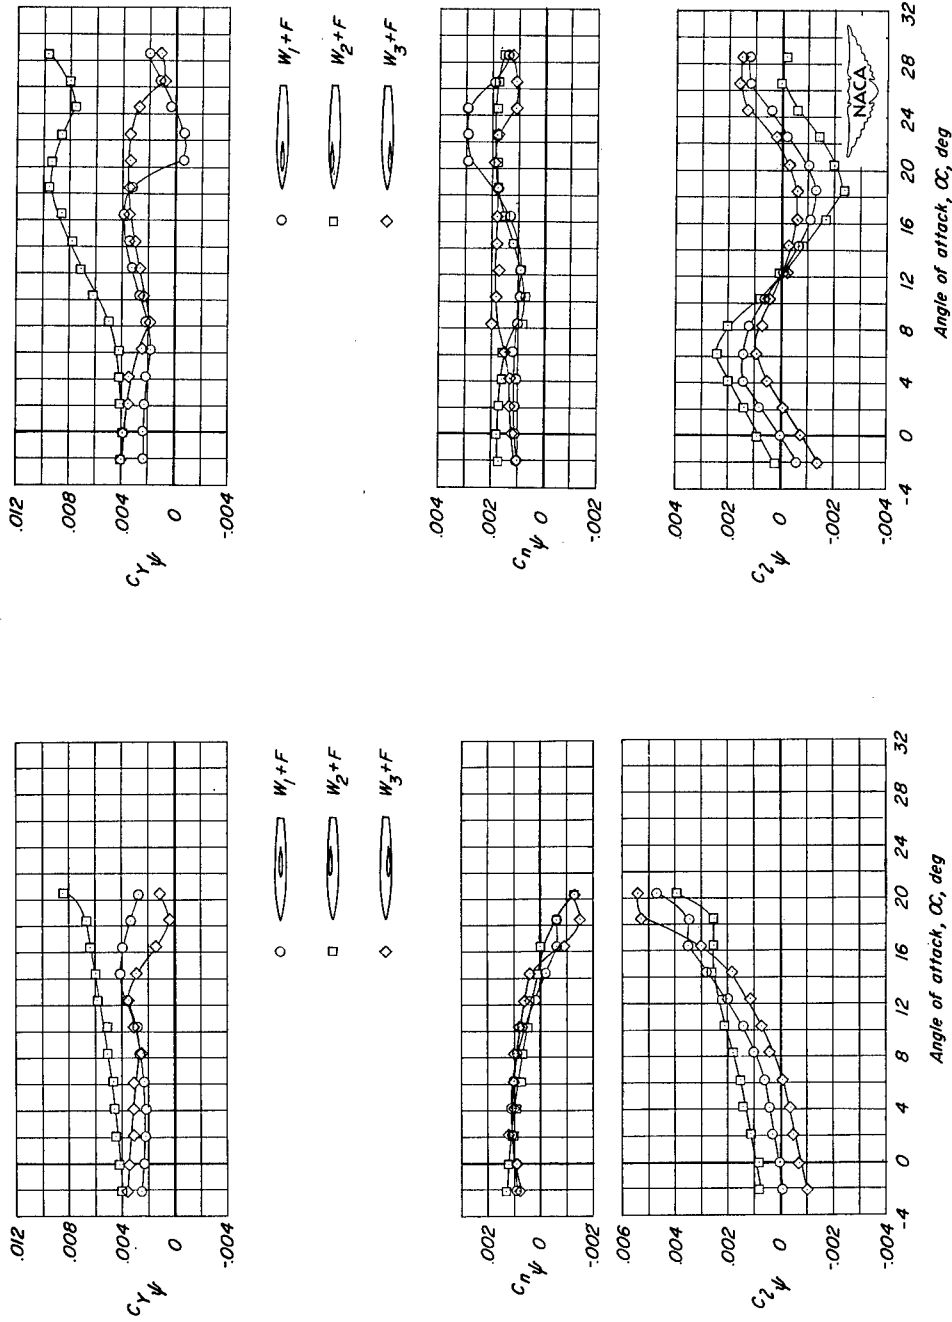 .012
.008
.004
0
-.004
CYψ
W1+F
W2+F
W3+F
.002
0
-.002
Cnψ
.006
.004
.002
0
-.002
-.004
Clψ
-4 0 4 8 12 16 20 24 28 32
Angle of attack, α, deg
.012
.008
.004
0
-.004
CYψ
W1+F
W2+F
W3+F
.004
.002
0
-.002
Cnψ
.004
.002
0
-.002
-.004
Clψ
NACA
-4 0 4 8 12 16 20 24 28 32
Angle of attack, α, deg